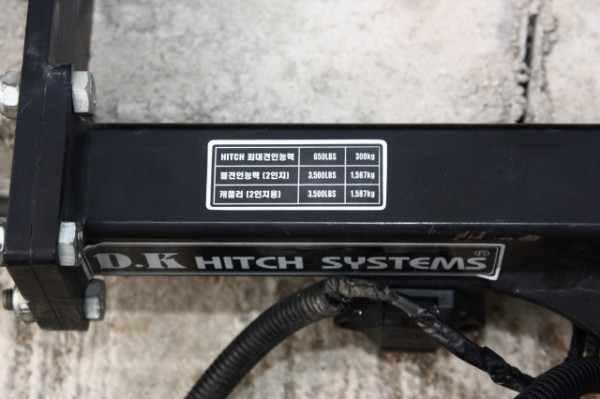 HITCH 최대견인능력 650LBS 300kg
볼견인능력 (2인치) 3,500LBS 1,587kg
캐플러 (2인치용) 3,500LBS 1,587kg
D.K HITCH SYSTEMS®